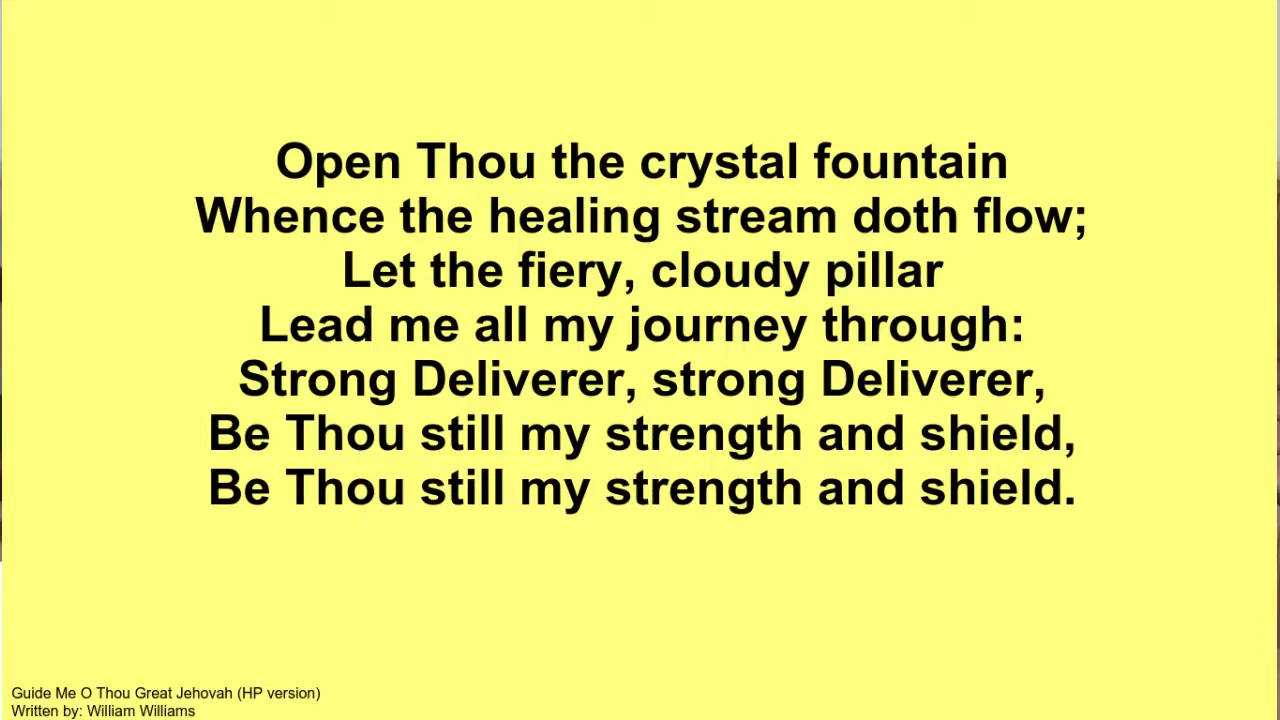 Open Thou the crystal fountain
Whence the healing stream doth flow;
Let the fiery, cloudy pillar
Lead me all my journey through:
Strong Deliverer, strong Deliverer,
Be Thou still my strength and shield,
Be Thou still my strength and shield.
Guide Me O Thou Great Jehovah (HP version)
Written by: William Williams